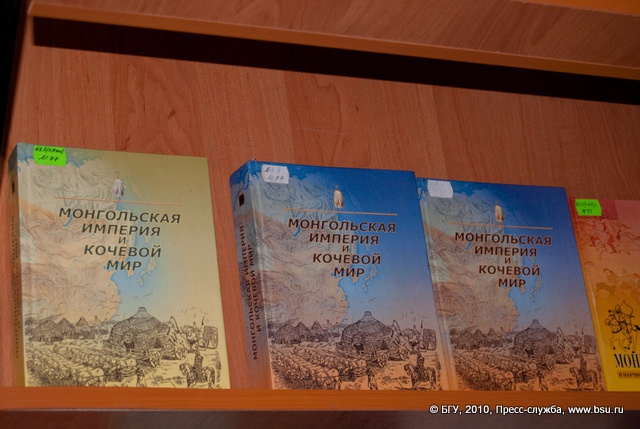 МОНГОЛЬСКАЯ
ИМПЕРИЯ
И
КОЧЕВОЙ
МИР
МОНГОЛЬСКАЯ ИМПЕРИЯ
И КОЧЕВОЙ МИР
МОНГОЛЬСКАЯ
ИМПЕРИЯ
И
КОЧЕВОЙ
МИР
МОНГОЛЬСКАЯ
ИМПЕРИЯ
И
КОЧЕВОЙ
МИР
© БГУ, 2010, Пресс-служба, www.bsu.ru